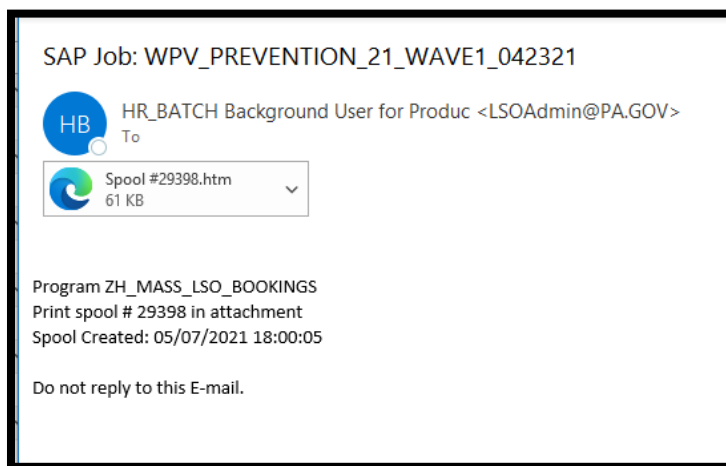 SAP Job: WPV_PREVENTION_21_WAVE1_042321
HB
HR_BATCH Background User for Produc <LSOAdmin@PA.GOV>
To
Spool #29398.htm
61 KB
Program ZH_MASS_LSO_BOOKINGS
Print spool # 29398 in attachment
Spool Created: 05/07/2021 18:00:05
Do not reply to this E-mail.